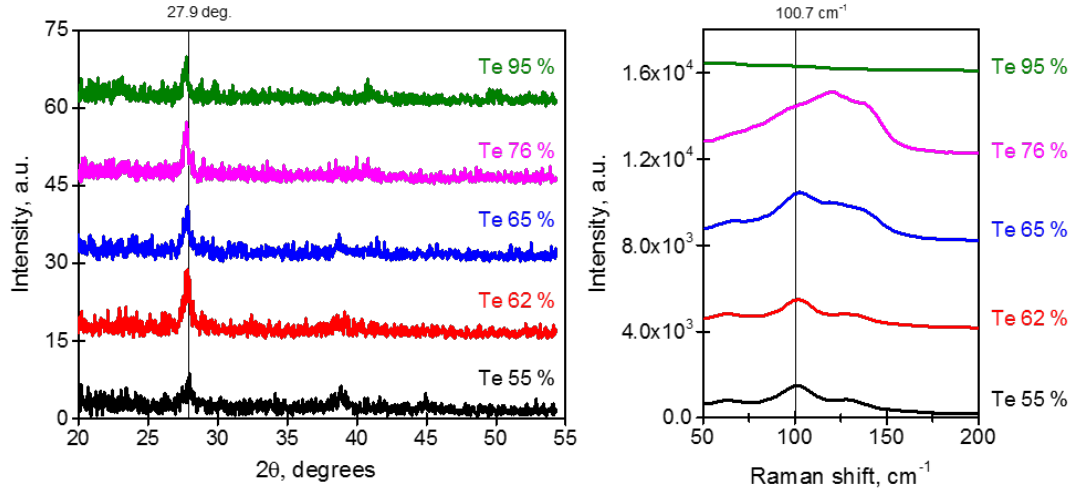 27.9 deg.
75
60
45
30
15
0
Te 95 %
Te 76 %
Te 65 %
Te 62 %
Te 55 %
20 25 30 35 40 45 50 55
Intensity, a.u.
2θ, degrees
100.7 cm⁻¹
1.6x10⁴
1.2x10⁴
8.0x10³
4.0x10³
0.0
Te 95 %
Te 76 %
Te 65 %
Te 62 %
Te 55 %
50 100 150 200
Intensity, a.u.
Raman shift, cm⁻¹